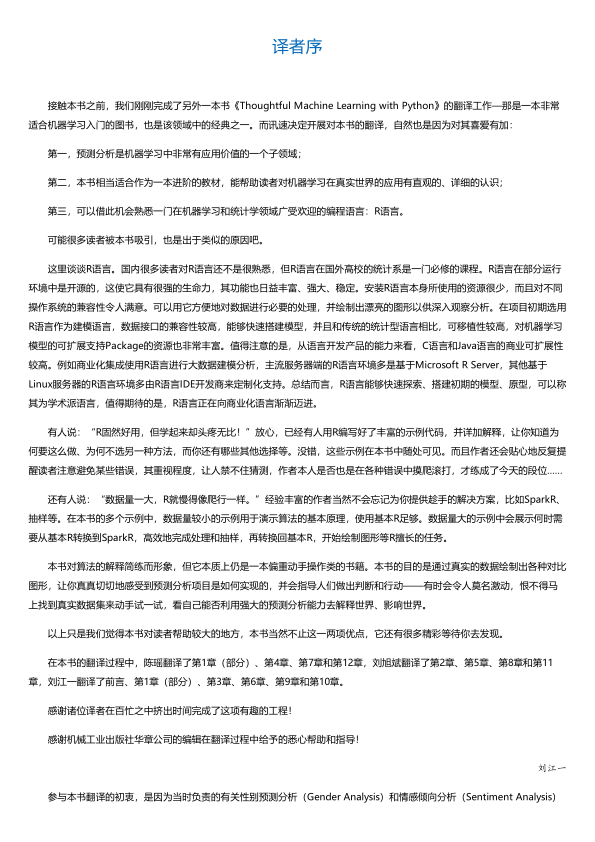 译者序
接触本书之前，我们刚刚完成了另外一本书《Thoughtful Machine Learning with Python》的翻译工作—那是一本非常
适合机器学习入门的图书，也是该领域中的经典之一。而迅速决定开展对本书的翻译，自然也是因为对其喜爱有加：
第一，预测分析是机器学习中非常有应用价值的一个子领域；
第二，本书相当适合作为一本进阶的教材，能帮助读者对机器学习在真实世界的应用有直观的、详细的认识；
第三，可以借此机会熟悉一门在机器学习和统计学领域广受欢迎的编程语言：R语言。
可能很多读者被本书吸引，也是出于类似的原因吧。
这里谈谈R语言。国内很多读者对R语言还不是很熟悉，但R语言在国外高校的统计系是一门必修的课程。R语言在部分运行
环境中是开源的，这使它具有很强的生命力，其功能也日益丰富、强大、稳定。安装R语言本身所使用的资源很少，而且对不同
操作系统的兼容性令人满意。可以用它方便地对数据进行必要的处理，并绘制出漂亮的图形以供深入观察分析。在项目初期选用
R语言作为建模语言，数据接口的兼容性较高，能够快速搭建模型，并且和传统的统计型语言相比，可移植性较高，对机器学习
模型的可扩展支持Package的资源也非常丰富。值得注意的是，从语言开发产品的能力来看，C语言和Java语言的商业可扩展性
较高。例如商业化集成使用R语言进行大数据建模分析，主流服务器端的R语言环境多是基于Microsoft R Server，其他基于
Linux服务器的R语言环境多由R语言IDE开发商来定制化支持。总结而言，R语言能够快速探索、搭建初期的模型、原型，可以称
其为学术派语言，值得期待的是，R语言正在向商业化语言渐渐迈进。
有人说：“R固然好用，但学起来却头疼无比！”放心，已经有人用R编写好了丰富的示例代码，并详加解释，让你知道为
何要这么做、为何不选另一种方法，而你还有哪些其他选择等。没错，这些示例在本书中随处可见。而且作者还会贴心地反复提
醒读者注意避免某些错误，其重视程度，让人禁不住猜测，作者本人是否也是在各种错误中摸爬滚打，才练成了今天的段位......
还有人说：“数据量一大，R就慢得像爬行一样。”经验丰富的作者当然不会忘记为你提供趁手的解决方案，比如SparkR、
抽样等。在本书的多个示例中，数据量较小的示例用于演示算法的基本原理，使用基本R足够。数据量大的示例中会展示何时需
要从基本R转换到SparkR，高效地完成处理和抽样，再转换回基本R，开始绘制图形等R擅长的任务。
本书对算法的解释简练而形象，但它本质上仍是一本偏重动手操作类的书籍。本书的目的是通过真实的数据绘制出各种对比
图形，让你真真切切地感受到预测分析项目是如何实现的，并会指导人们做出判断和行动——有时会令人莫名激动，恨不得马
上找到真实数据集来动手试一试，看自己能否利用强大的预测分析能力去解释世界、影响世界。
以上只是我们觉得本书对读者帮助较大的地方，本书当然不止这一两项优点，它还有很多精彩等待你去发现。
在本书的翻译过程中，陈瑶翻译了第1章（部分）、第4章、第7章和第12章，刘旭斌翻译了第2章、第5章、第8章和第11
章，刘江一翻译了前言、第1章（部分）、第3章、第6章、第9章和第10章。
感谢诸位译者在百忙之中挤出时间完成了这项有趣的工程！
感谢机械工业出版社华章公司的编辑在翻译过程中给予的悉心帮助和指导！
刘江一
参与本书翻译的初衷，是因为当时负责的有关性别预测分析（Gender Analysis）和情感倾向分析（Sentiment Analysis）